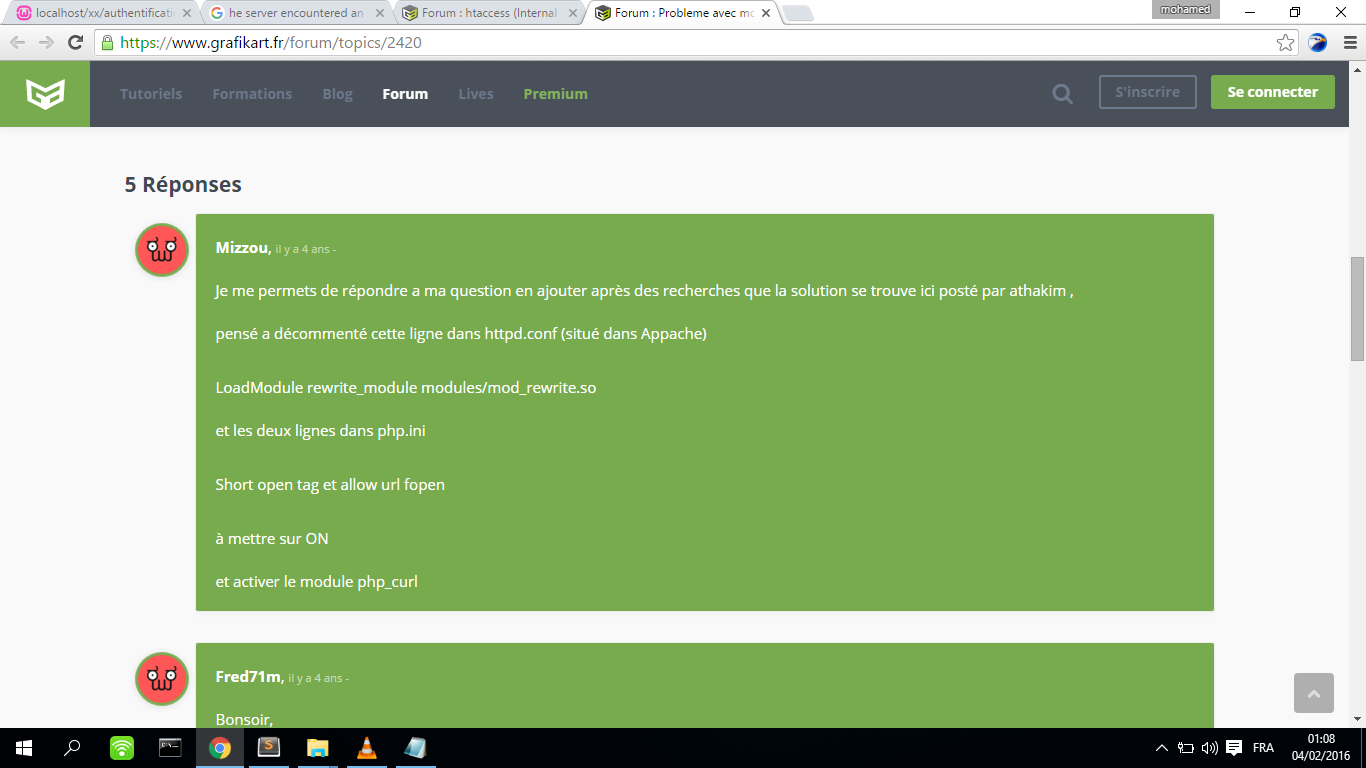 localhost/xx/authentificati
he server encountered an
Forum : htaccess (Internal
Forum : Probleme avec mo
mohamed
https://www.grafikart.fr/forum/topics/2420
Tutoriels
Formations
Blog
Forum
Lives
Premium
S'inscrire
Se connecter
5 Réponses
Mizzou, il y a 4 ans -
Je me permets de répondre a ma question en ajouter après des recherches que la solution se trouve ici posté par athakim ,
pensé a décommenté cette ligne dans httpd.conf (situé dans Appache)
LoadModule rewrite_module modules/mod_rewrite.so
et les deux lignes dans php.ini
Short open tag et allow url fopen
à mettre sur ON
et activer le module php_curl
Fred71m, il y a 4 ans -
Bonsoir,
FRA
01:08
04/02/2016